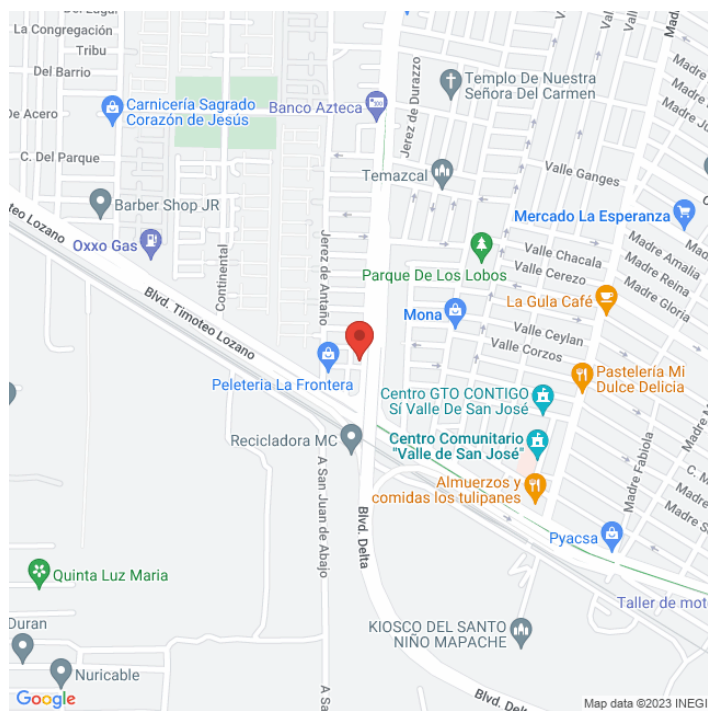 La Congregación
Tribu
Del Barrio
De Acero
Carnicería Sagrado
Corazón de Jesús
Banco Azteca
Jerez de Durazzo
Templo De Nuestra
Señora Del Carmen
C. Del Parque
Temazcal
Valle Ganges
Barber Shop JR
Mercado La Esperanza
Oxxo Gas
Continental
Jerez de Antaño
Parque De Los Lobos
Valle Chacala
Valle Cerezo
Madre Amalia
Madre Reina
Madre Gloria
Blvd. Timoteo Lozano
La Gula Café
Mona
Valle Ceylan
Valle Corzos
Peleteria La Frontera
Pastelería Mi
Dulce Delicia
Centro GTO CONTIGO
Sí Valle De San José
Recicladora MC
Centro Comunitario
"Valle de San José"
Madre Fabiola
A San Juan de Abajo
Almuerzos y
comidas los tulipanes
Blvd. Delta
Pyacsa
Quinta Luz Maria
Taller de mot
KIOSCO DEL SANTO
NIÑO MAPACHE
Duran
Nuricable
Blvd. Delta
Google
Map data ©2023 INEGI